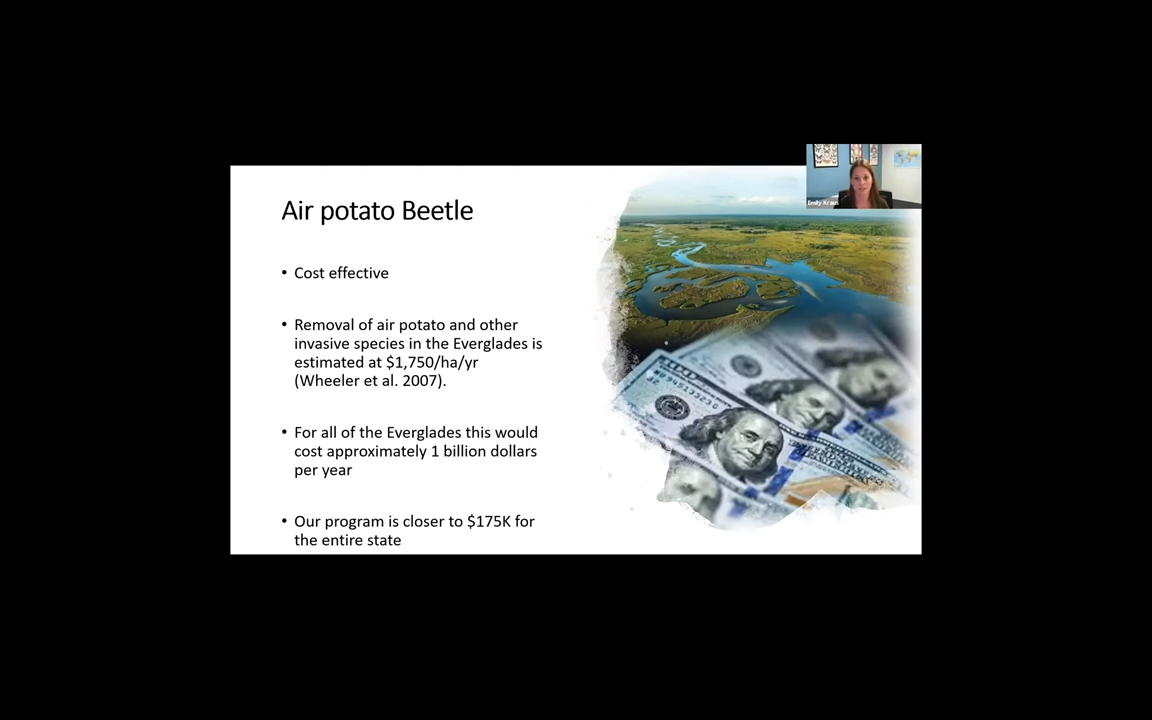 Emily Kraus
Air potato Beetle
• Cost effective
• Removal of air potato and other
invasive species in the Everglades is
estimated at $1,750/ha/yr
(Wheeler et al. 2007).
• For all of the Everglades this would
cost approximately 1 billion dollars
per year
• Our program is closer to $175K for
the entire state